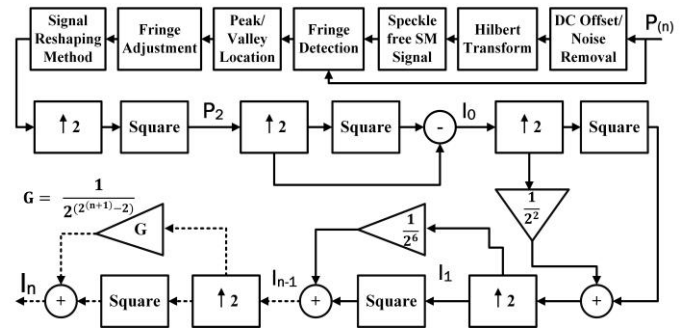 Signal
Reshaping
Method
Fringe
Adjustment
Peak/
Valley
Location
Fringe
Detection
Speckle
free SM
Signal
Hilbert
Transform
DC Offset/
Noise
Removal
P(n)
↑ 2
Square
P2
↑ 2
Square
-
I0
↑ 2
Square
G = 1 / 2^(2^(n+1)−2)
G
1/2^6
1/2^2
In
+
Square
↑ 2
In-1
+
Square
I1
↑ 2
+